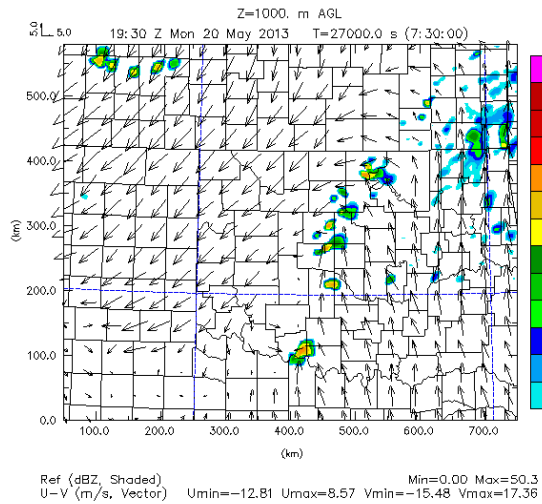 Z=1000. m AGL
19:30 Z Mon 20 May 2013 T=27000.0 s (7:30:00)
5.0
5.0
500.0
400.0
300.0
200.0
100.0
0.0
(km)
100.0 200.0 300.0 400.0 500.0 600.0 700.0
(km)
Ref (dBZ, Shaded) Min=0.00 Max=50.3
U-V (m/s, Vector) Umin=-12.81 Umax=8.57 Vmin=-15.48 Vmax=17.36